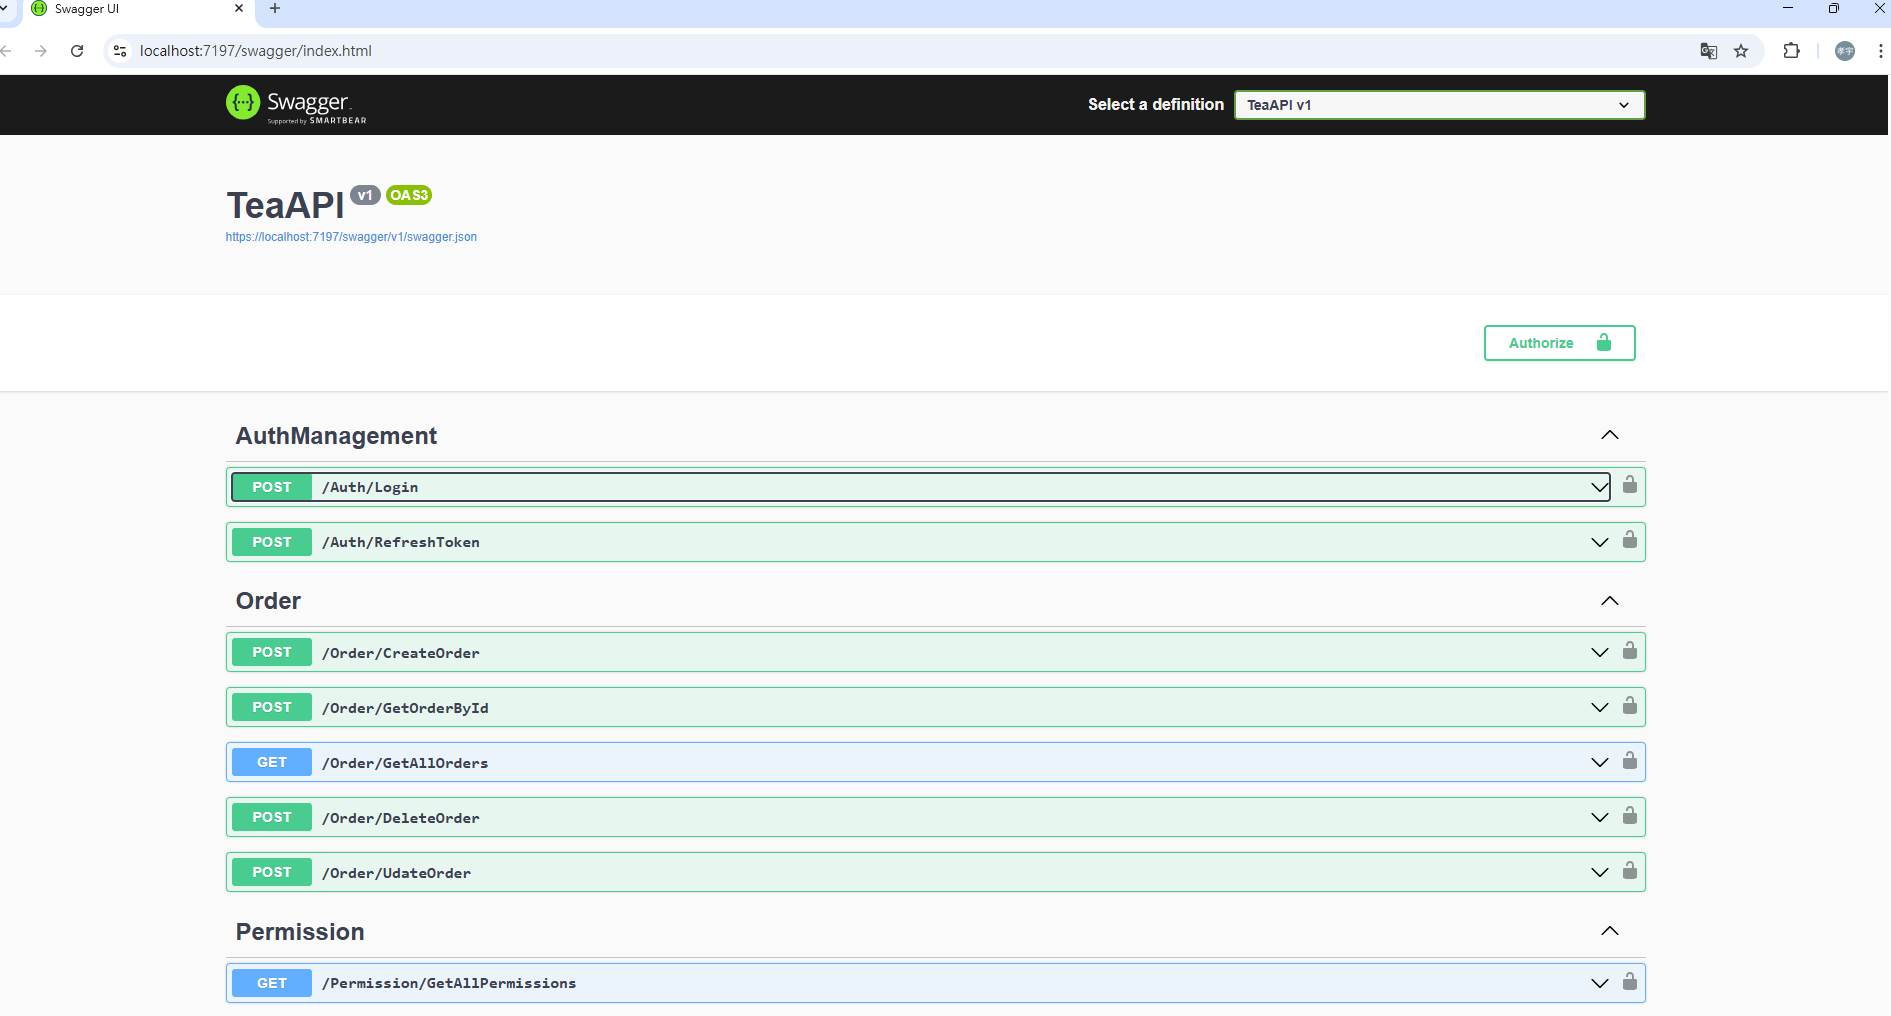 Swagger UI
localhost:7197/swagger/index.html
Swagger
Supported by SMARTBEAR
Select a definition
TeaAPI v1
TeaAPI v1 OAS3
https://localhost:7197/swagger/v1/swagger.json
Authorize
AuthManagement
POST /Auth/Login
POST /Auth/RefreshToken
Order
POST /Order/CreateOrder
POST /Order/GetOrderById
GET /Order/GetAllOrders
POST /Order/DeleteOrder
POST /Order/UdateOrder
Permission
GET /Permission/GetAllPermissions